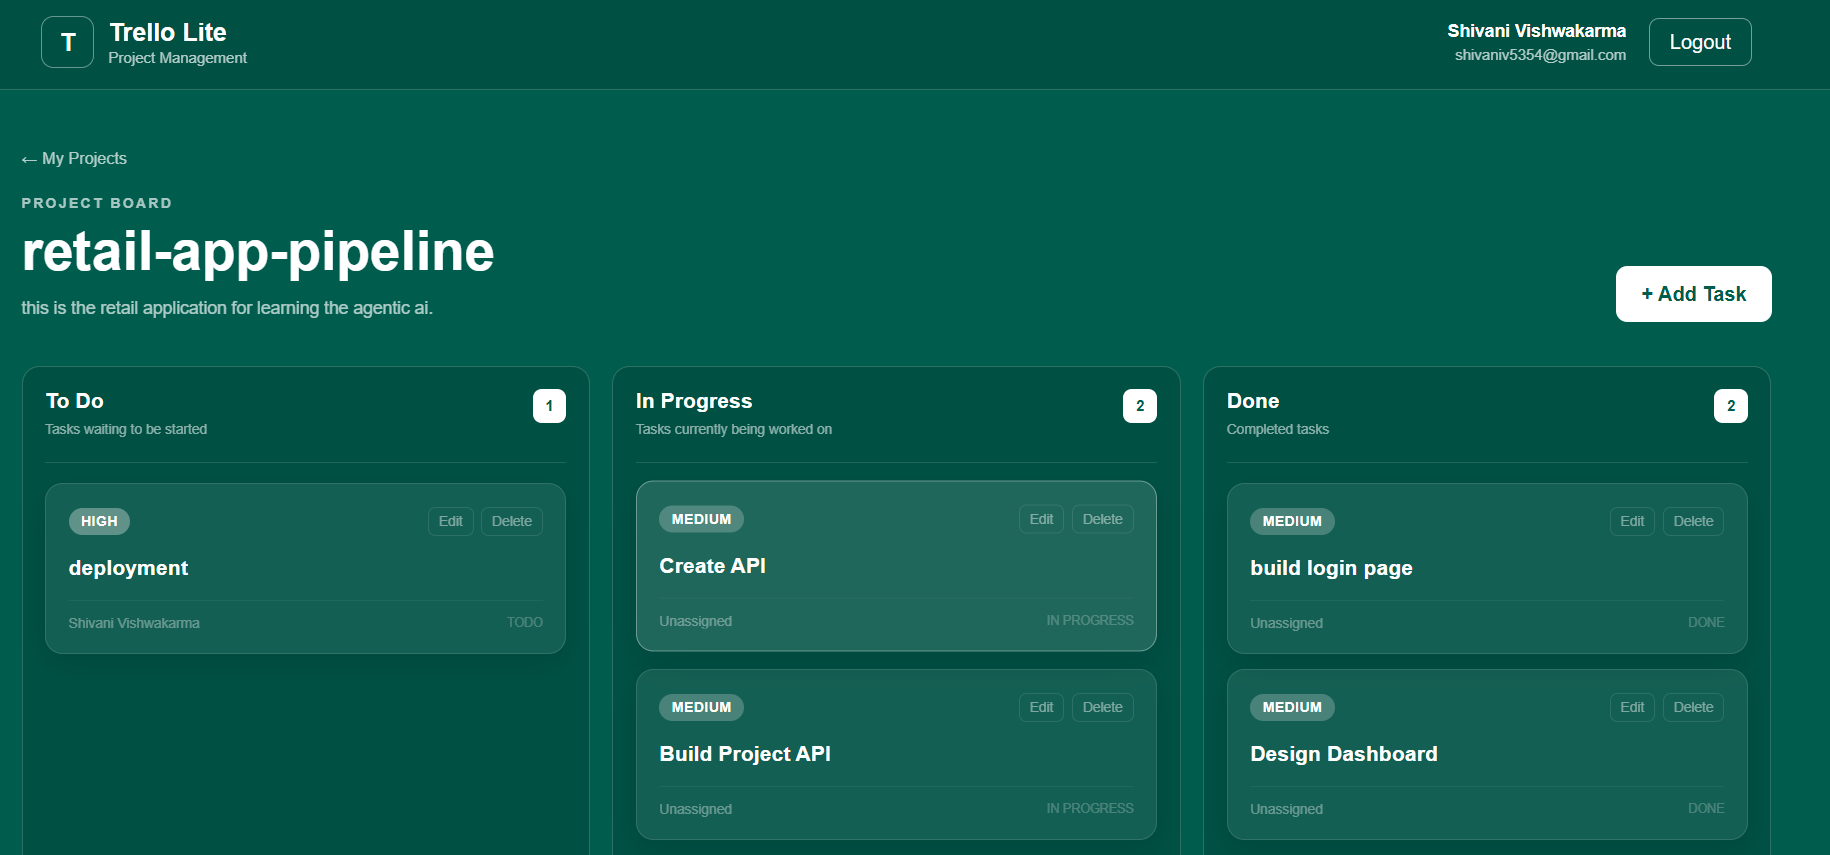 T
Trello Lite
Project Management
Shivani Vishwakarma
shivaniv5354@gmail.com
Logout
← My Projects
PROJECT BOARD
retail-app-pipeline
this is the retail application for learning the agentic ai.
+ Add Task
To Do
1
Tasks waiting to be started
HIGH
Edit
Delete
deployment
Shivani Vishwakarma
TODO
In Progress
2
Tasks currently being worked on
MEDIUM
Edit
Delete
Create API
Unassigned
IN PROGRESS
MEDIUM
Edit
Delete
Build Project API
Unassigned
IN PROGRESS
Done
2
Completed tasks
MEDIUM
Edit
Delete
build login page
Unassigned
DONE
MEDIUM
Edit
Delete
Design Dashboard
Unassigned
DONE